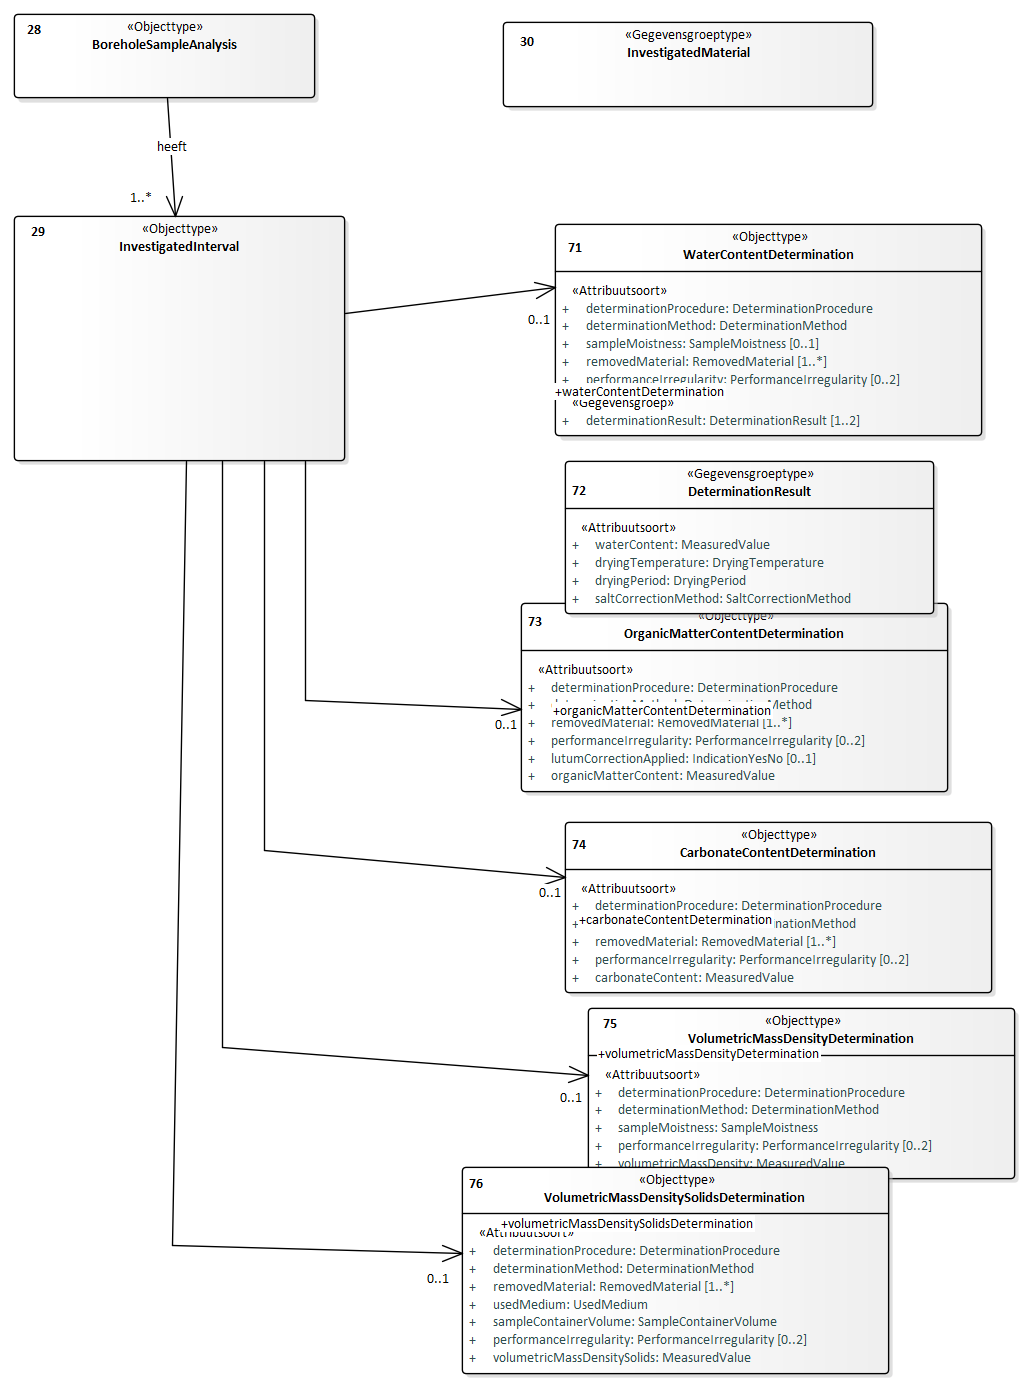 28
«Objecttype»
BoreholeSampleAnalysis
30
«Gegevensgroeptype»
InvestigatedMaterial
heeft
1..*
29
«Objecttype»
InvestigatedInterval
71
«Objecttype»
WaterContentDetermination
«Attribuutsoort»
+ determinationProcedure: DeterminationProcedure
+ determinationMethod: DeterminationMethod
+ sampleMoistness: SampleMoistness [0..1]
+ removedMaterial: RemovedMaterial [1..*]
+ performanceIrregularity: PerformanceIrregularity [0..2]
+waterContentDetermination
«Gegevensgroep»
+ determinationResult: DeterminationResult [1..2]
0..1
72
«Gegevensgroeptype»
DeterminationResult
«Attribuutsoort»
+ waterContent: MeasuredValue
+ dryingTemperature: DryingTemperature
+ dryingPeriod: DryingPeriod
+ saltCorrectionMethod: SaltCorrectionMethod
73
«Objecttype»
OrganicMatterContentDetermination
«Attribuutsoort»
+ determinationProcedure: DeterminationProcedure
+ Method
+organicMatterContentDetermination
+ removedMaterial: RemovedMaterial [1..*]
+ performanceIrregularity: PerformanceIrregularity [0..2]
+ lutumCorrectionApplied: IndicationYesNo [0..1]
+ organicMatterContent: MeasuredValue
0..1
74
«Objecttype»
CarbonateContentDetermination
«Attribuutsoort»
+ determinationProcedure: DeterminationProcedure
+carbonateContentDetermination
+ nationMethod
+ removedMaterial: RemovedMaterial [1..*]
+ performanceIrregularity: PerformanceIrregularity [0..2]
+ carbonateContent: MeasuredValue
0..1
75
«Objecttype»
VolumetricMassDensityDetermination
+volumetricMassDensityDetermination
«Attribuutsoort»
+ determinationProcedure: DeterminationProcedure
+ determinationMethod: DeterminationMethod
+ sampleMoistness: SampleMoistness
+ performanceIrregularity: PerformanceIrregularity [0..2]
+ volumetricMassDensity: MeasuredValue
0..1
76
«Objecttype»
VolumetricMassDensitySolidsDetermination
+volumetricMassDensitySolidsDetermination
«Attribuutsoort»
+ determinationProcedure: DeterminationProcedure
+ determinationMethod: DeterminationMethod
+ removedMaterial: RemovedMaterial [1..*]
+ usedMedium: UsedMedium
+ sampleContainerVolume: SampleContainerVolume
+ performanceIrregularity: PerformanceIrregularity [0..2]
+ volumetricMassDensitySolids: MeasuredValue
0..1